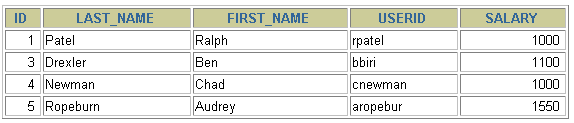 ID LAST_NAME FIRST_NAME USERID SALARY
1 Patel Ralph rpatel 1000
3 Drexler Ben bbiri 1100
4 Newman Chad cnewman 1000
5 Ropeburn Audrey aropebur 1550